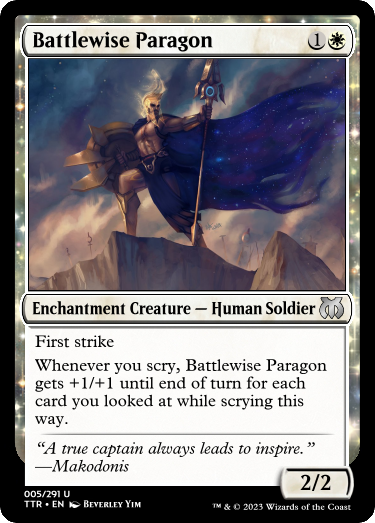 Battlewise Paragon 1
Enchantment Creature — Human Soldier
First strike
Whenever you scry, Battlewise Paragon
gets +1/+1 until end of turn for each
card you looked at while scrying this
way.
“A true captain always leads to inspire.”
—Makodonis
2/2
005/291 U
TTR • EN Beverley Yim
™ & © 2023 Wizards of the Coast